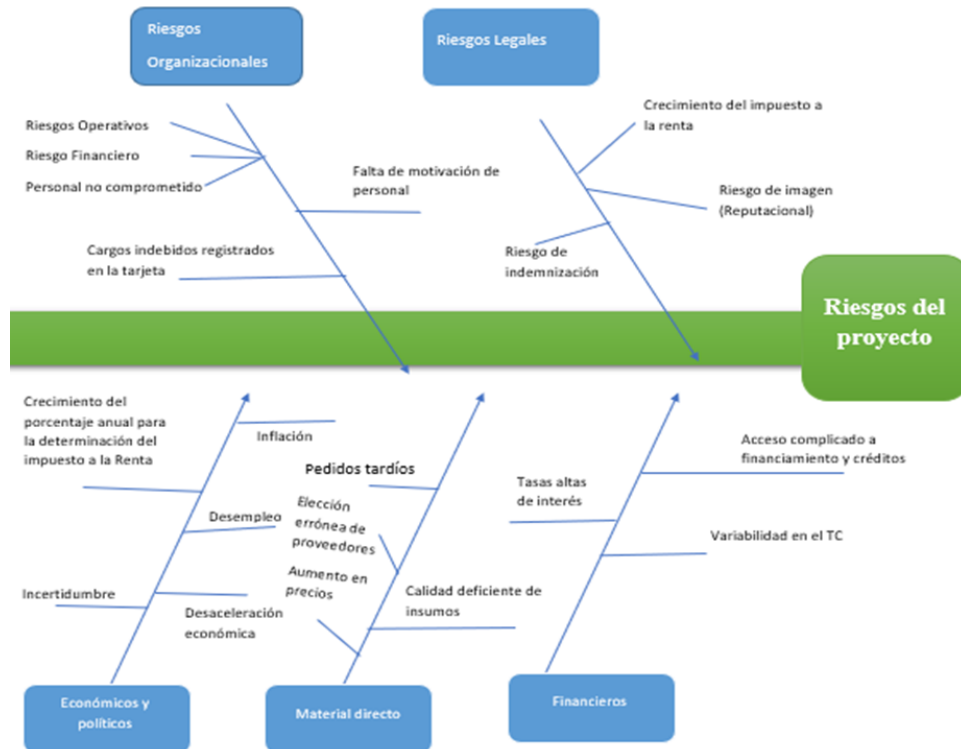 Riesgos
Organizacionales
Riesgos Legales
Riesgos Operativos
Riesgo Financiero
Personal no comprometido
Falta de motivación de
personal
Cargos indebidos registrados
en la tarjeta
Crecimiento del impuesto a
la renta
Riesgo de imagen
(Reputacional)
Riesgo de
indemnización
Riesgos del
proyecto
Crecimiento del
porcentaje anual para
la determinación del
impuesto a la Renta
Inflación
Desempleo
Incertidumbre
Desaceleración
económica
Pedidos tardíos
Elección
errónea de
proveedores
Aumento en
precios
Calidad deficiente de
insumos
Tasas altas
de interés
Acceso complicado a
financiamiento y créditos
Variabilidad en el TC
Económicos y
políticos
Material directo
Financieros